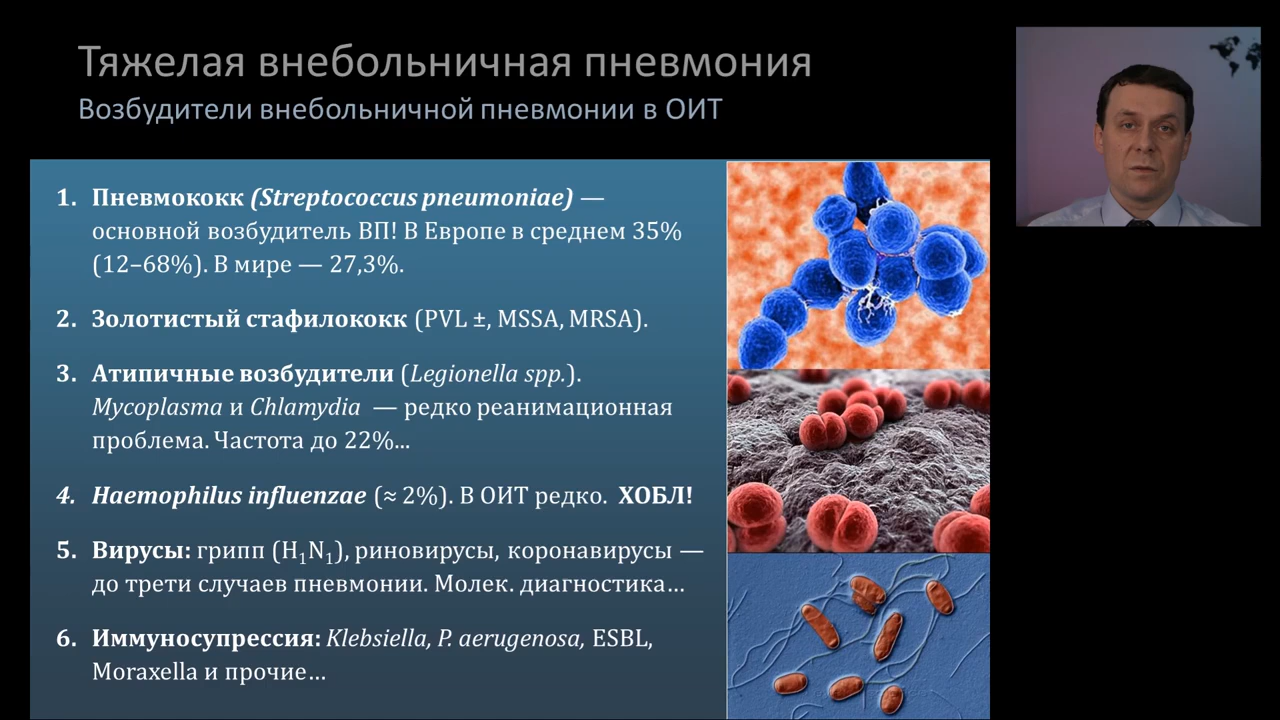 Тяжелая внебольничная пневмония
Возбудители внебольничной пневмонии в ОИТ
1. Пневмококк (Streptococcus pneumoniae) —
основной возбудитель ВП! В Европе в среднем 35%
(12–68%). В мире — 27,3%.
2. Золотистый стафилококк (PVL ±, MSSA, MRSA).
3. Атипичные возбудители (Legionella spp.).
Mycoplasma и Chlamydia — редко реанимационная
проблема. Частота до 22%...
4. Haemophilus influenzae (≈ 2%). В ОИТ редко. ХОБЛ!
5. Вирусы: грипп (H₁N₁), риновирусы, коронавирусы —
до трети случаев пневмонии. Молек. диагностика...
6. Иммуносупрессия: Klebsiella, P. aerugenosa, ESBL,
Moraxella и прочие...